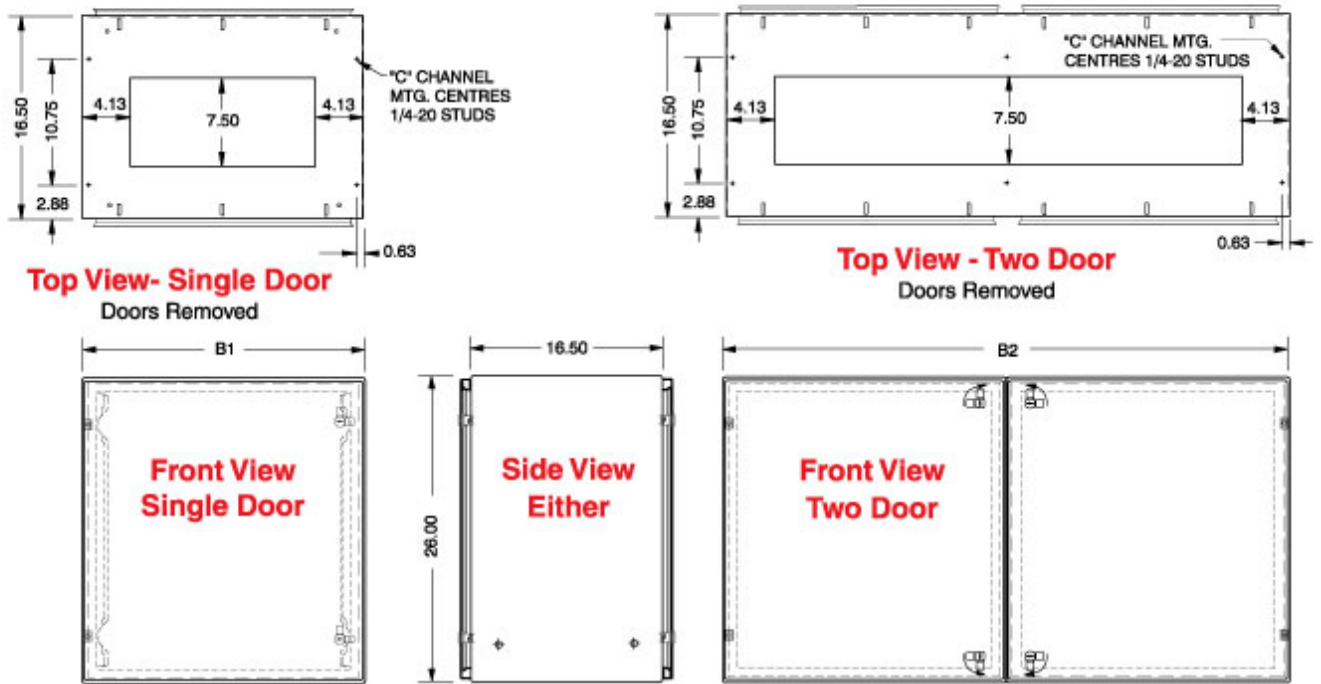 "C" CHANNEL
MTG. CENTRES
1/4-20 STUDS
16.50
10.75
4.13
7.50
4.13
2.88
0.63
Top View- Single Door
Doors Removed
"C" CHANNEL MTG.
CENTRES 1/4-20 STUDS
16.50
10.75
4.13
7.50
4.13
2.88
0.63
Top View - Two Door
Doors Removed
B1
Front View
Single Door
16.50
26.00
Side View
Either
B2
Front View
Two Door